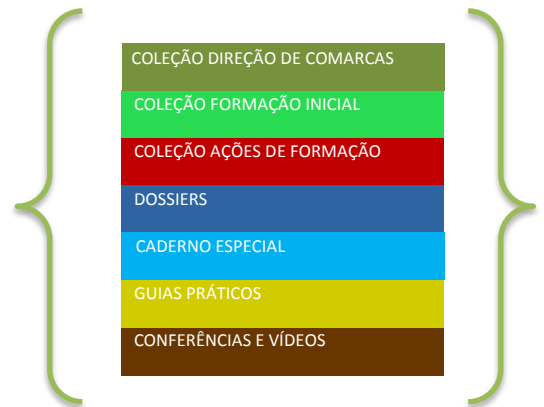 COLEÇÃO DIREÇÃO DE COMARCAS
COLEÇÃO FORMAÇÃO INICIAL
COLEÇÃO AÇÕES DE FORMAÇÃO
DOSSIERS
CADERNO ESPECIAL
GUIAS PRÁTICOS
CONFERÊNCIAS E VÍDEOS